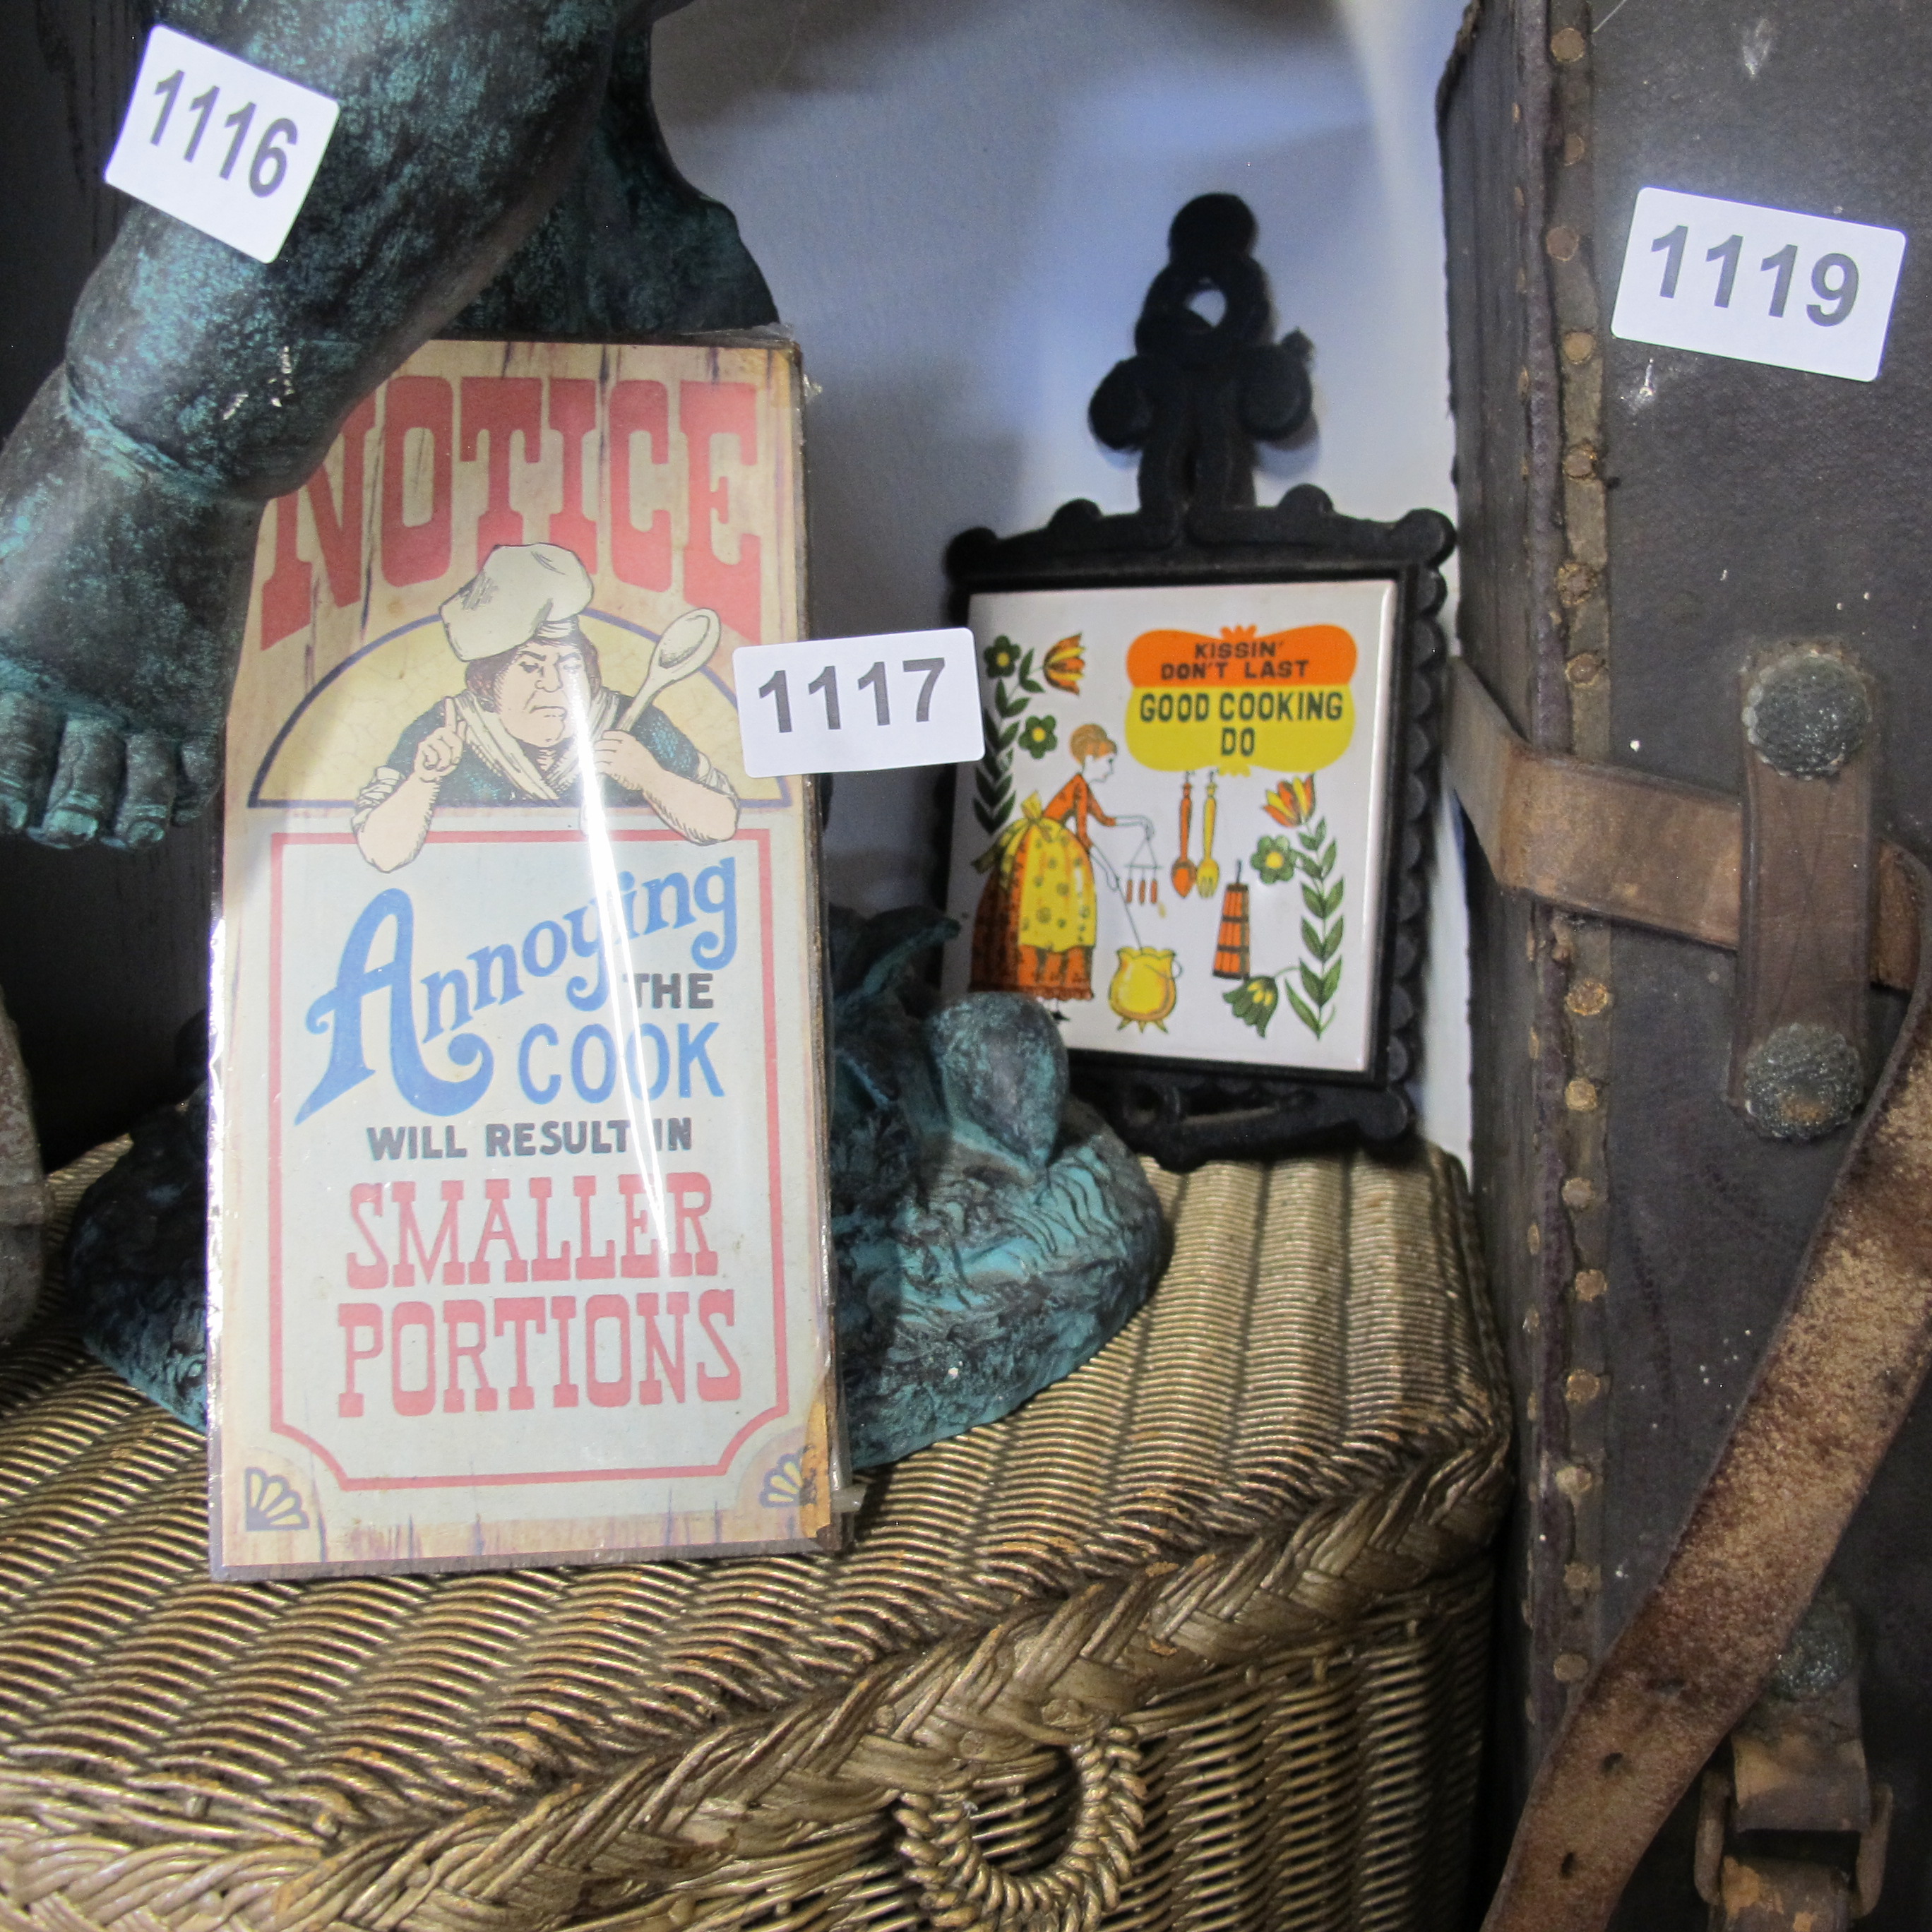 1116
1119
NOTICE
1117
Annoying
THE
COOK
WILL RESULT IN
SMALLER
PORTIONS
KISSIN'
DON'T LAST
GOOD COOKING
DO